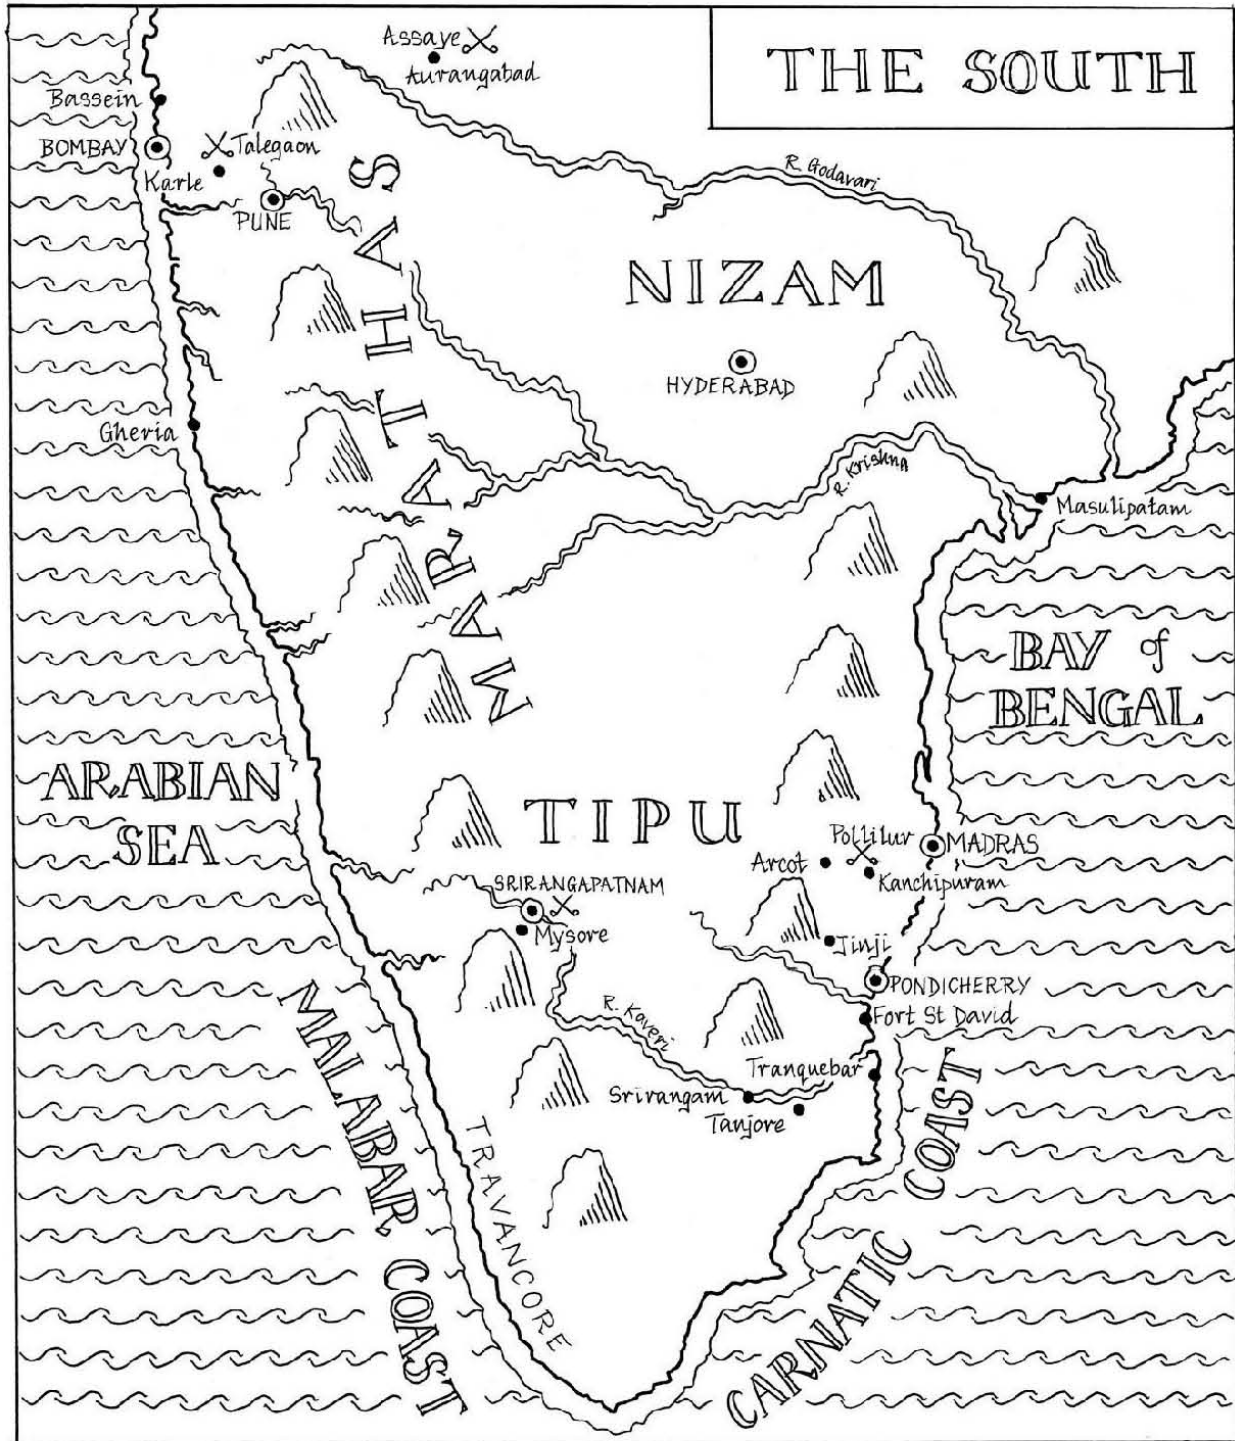 THE SOUTH
Assaye
Aurangabad
Bassein
BOMBAY
Talegaon
Karle
PUNE
R. Godavari
MARATHAS
NIZAM
HYDERABAD
Gheria
R. Krishna
Masulipatam
BAY of
BENGAL
ARABIAN
SEA
TIPU
Pollilur
MADRAS
Arcot
Kanchipuram
SRIRANGAPATNAM
Mysore
Jinji
PONDICHERRY
Fort St David
R. Kaveri
Tranquebar
Srirangam
Tanjore
MALABAR COAST
TRAVANCORE
CARNATIC COAST